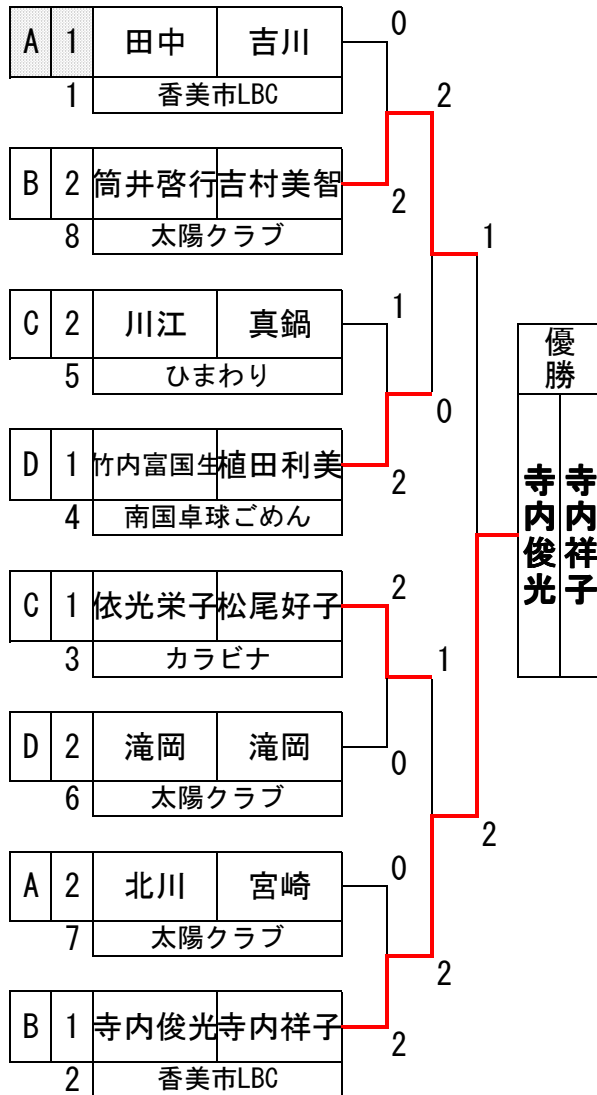 A 1 田中 吉川 0
1 香美市LBC 2
B 2 筒井啓行 吉村美智 2
8 太陽クラブ 1
C 2 川江 真鍋 1
5 ひまわり 0
D 1 竹内富国生 植田利美 2
4 南国卓球ごめん
C 1 依光栄子 松尾好子 2
3 カラビナ 1
D 2 滝岡 滝岡 0
6 太陽クラブ 2
A 2 北川 宮崎 0
7 太陽クラブ 2
B 1 寺内俊光 寺内祥子 2
2 香美市LBC
優勝
寺内祥子
寺内俊光